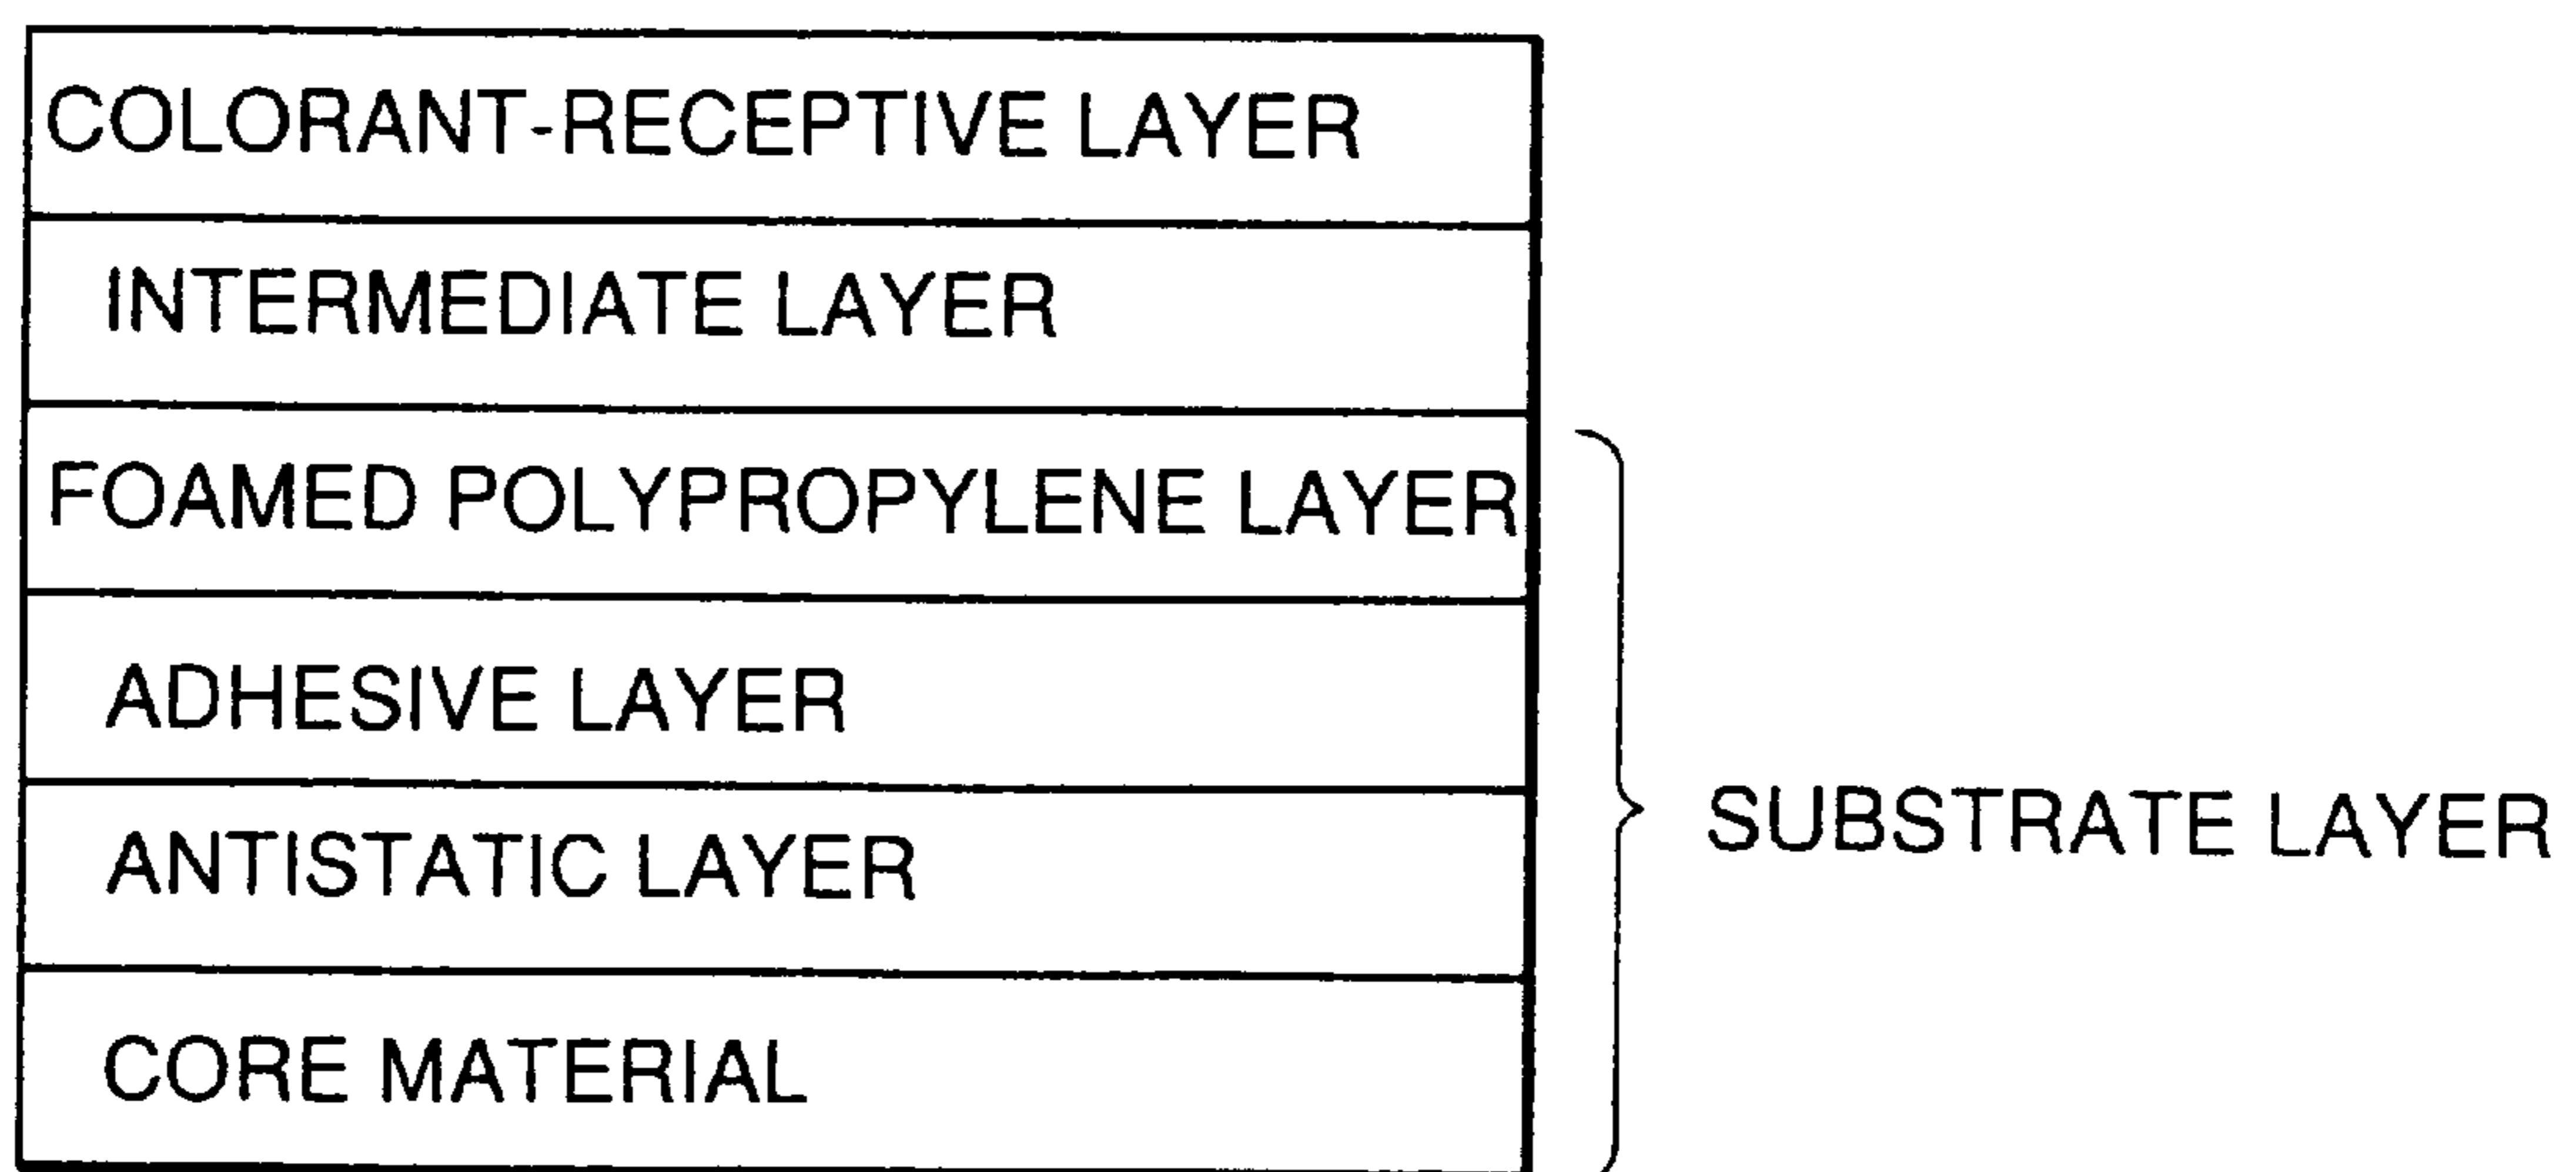 COLORANT-RECEPTIVE LAYER
INTERMEDIATE LAYER
FOAMED POLYPROPYLENE LAYER
ADHESIVE LAYER
ANTISTATIC LAYER
SUBSTRATE LAYER
CORE MATERIAL